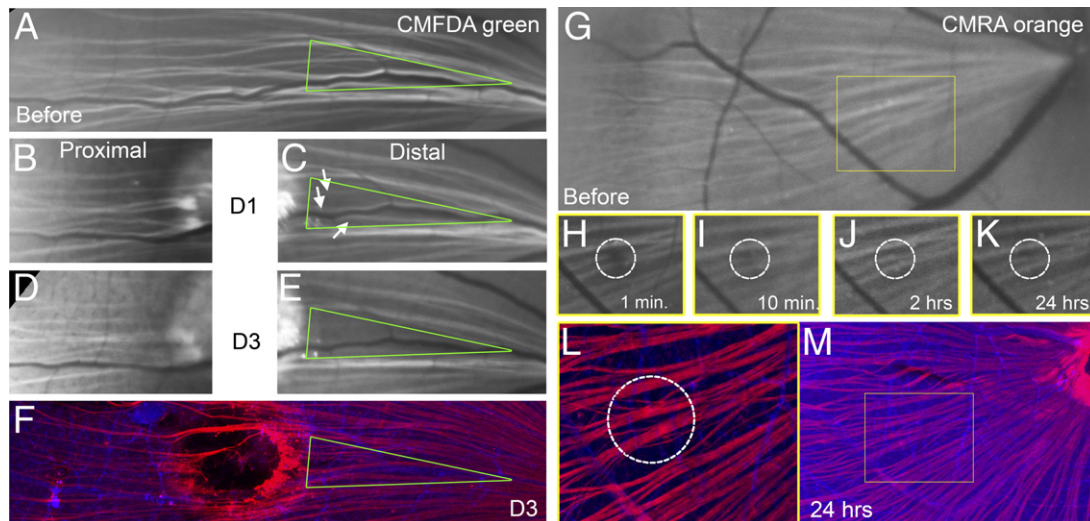 A
CMFDA green
Before
B
Proximal
D1
C
Distal
D
D3
E
F
D3
G
CMRA orange
Before
H
1 min.
I
10 min.
J
2 hrs
K
24 hrs
L
M
24 hrs